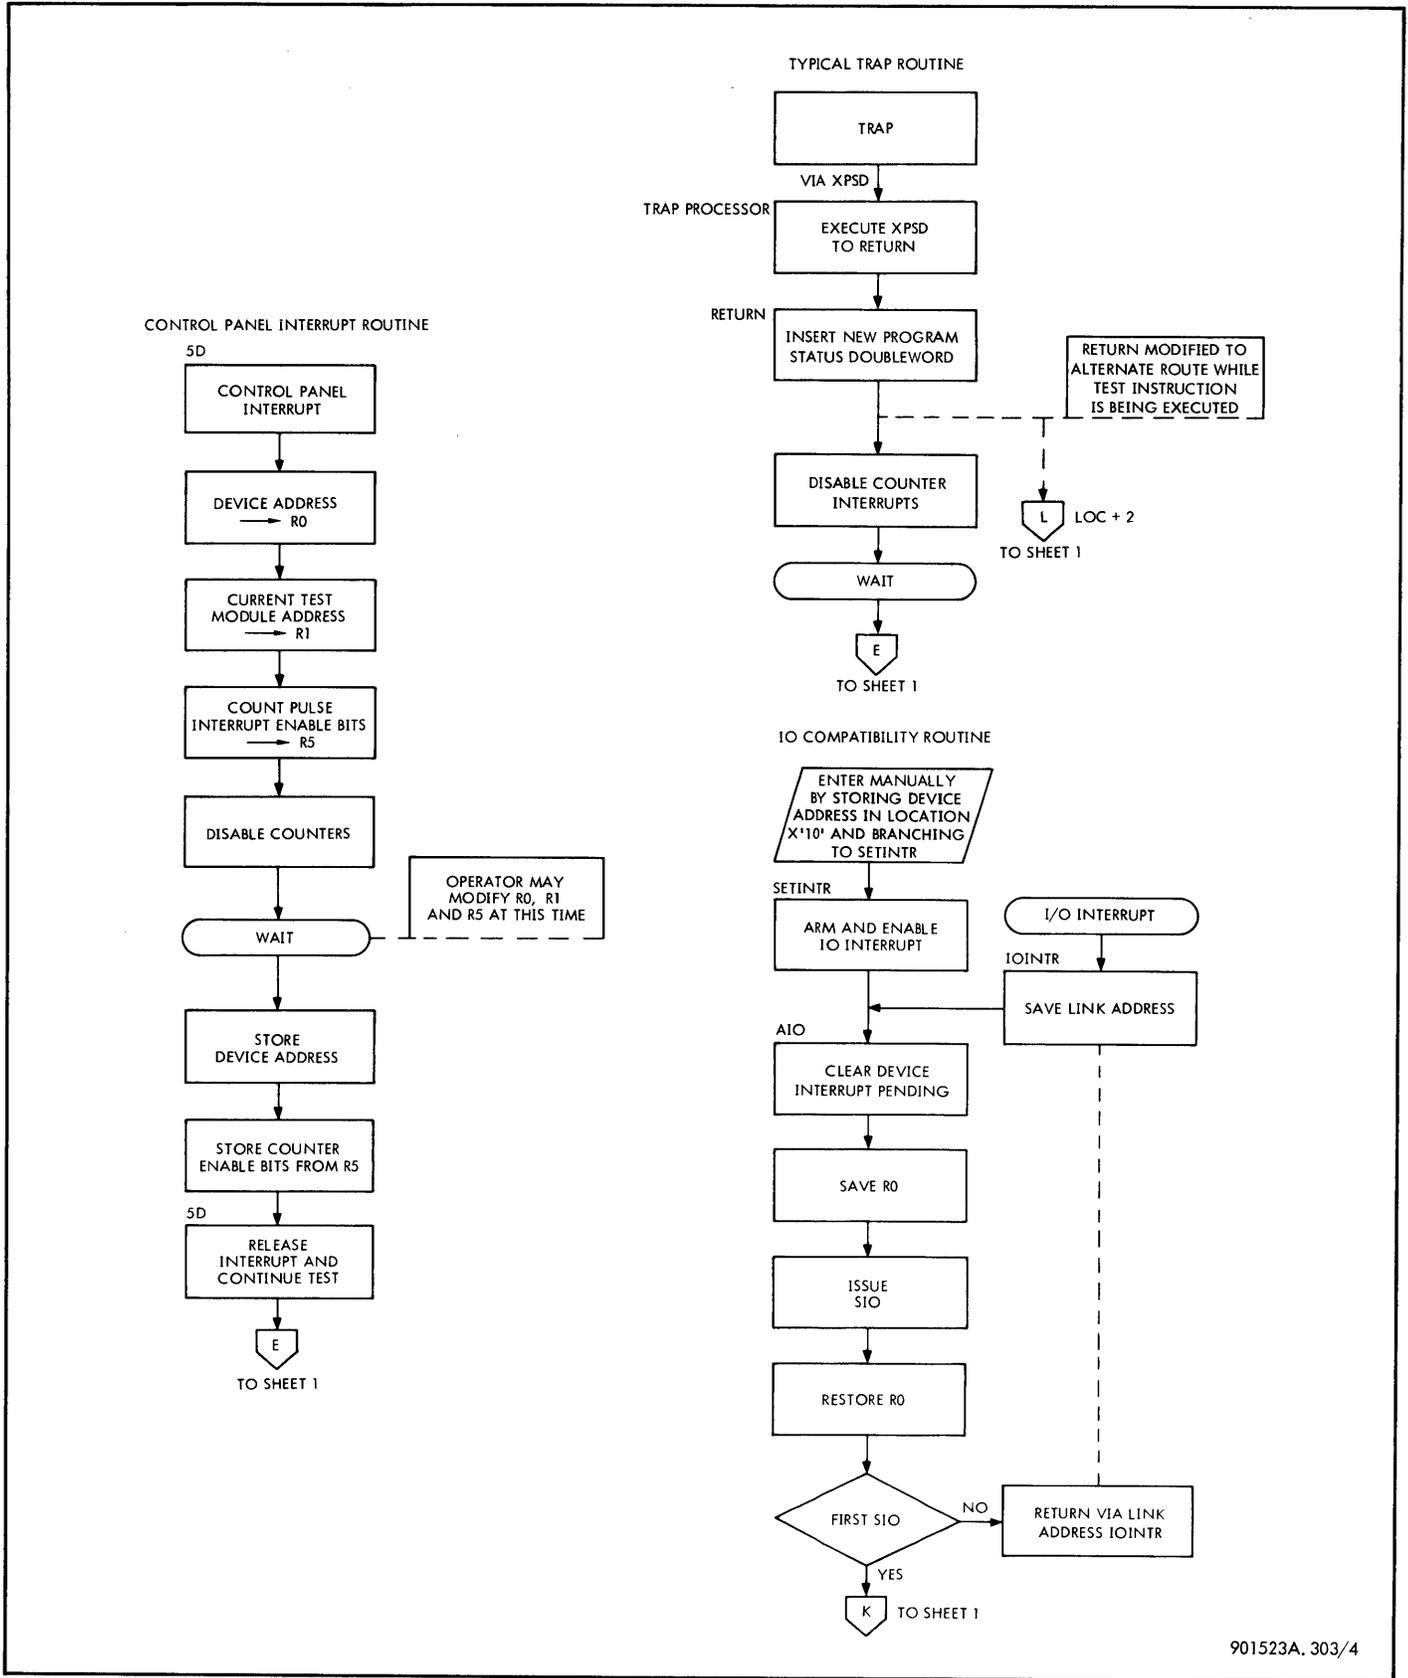 CONTROL PANEL INTERRUPT ROUTINE
5D
CONTROL PANEL
INTERRUPT
DEVICE ADDRESS
→ R0
CURRENT TEST
MODULE ADDRESS
→ R1
COUNT PULSE
INTERRUPT ENABLE BITS
→ R5
DISABLE COUNTERS
WAIT
OPERATOR MAY
MODIFY R0, R1
AND R5 AT THIS TIME
STORE
DEVICE ADDRESS
STORE COUNTER
ENABLE BITS FROM R5
5D
RELEASE
INTERRUPT AND
CONTINUE TEST
E
TO SHEET 1
TYPICAL TRAP ROUTINE
TRAP
VIA XPSD
TRAP PROCESSOR
EXECUTE XPSD
TO RETURN
RETURN
INSERT NEW PROGRAM
STATUS DOUBLEWORD
RETURN MODIFIED TO
ALTERNATE ROUTE WHILE
TEST INSTRUCTION
IS BEING EXECUTED
DISABLE COUNTER
INTERRUPTS
L LOC + 2
TO SHEET 1
WAIT
E
TO SHEET 1
IO COMPATIBILITY ROUTINE
ENTER MANUALLY
BY STORING DEVICE
ADDRESS IN LOCATION
X'10' AND BRANCHING
TO SETINTR
SETINTR
ARM AND ENABLE
IO INTERRUPT
I/O INTERRUPT
IOINTR
SAVE LINK ADDRESS
AIO
CLEAR DEVICE
INTERRUPT PENDING
SAVE R0
ISSUE
SIO
RESTORE R0
FIRST SIO
NO
RETURN VIA LINK
ADDRESS IOINTR
YES
K TO SHEET 1
901523A. 303/4